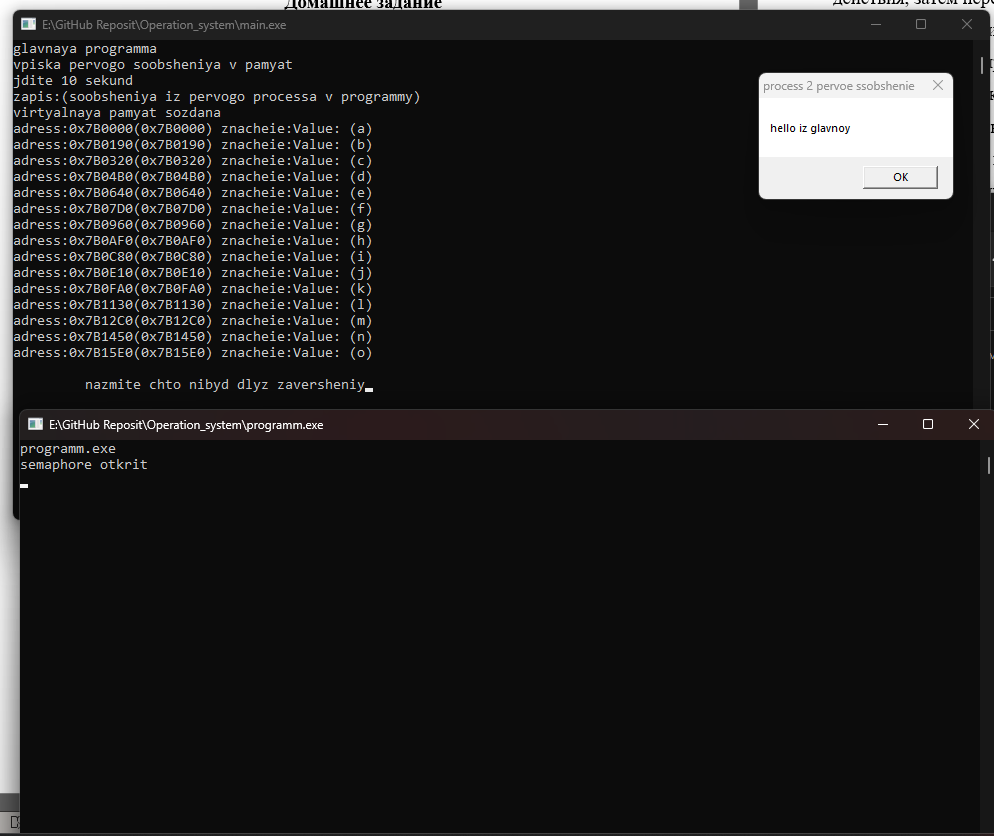 Домашнее задание
действия, затем пере
E:\GitHub Reposit\Operation_system\main.exe
glavnaya programma
vpiska pervogo soobsheniya v pamyat
jdite 10 sekund
zapis:(soobsheniya iz pervogo processa v programmy)
virtyalnaya pamyat sozdana
adress:0x7B0000(0x7B0000) znacheie:Value: (a)
adress:0x7B0190(0x7B0190) znacheie:Value: (b)
adress:0x7B0320(0x7B0320) znacheie:Value: (c)
adress:0x7B04B0(0x7B04B0) znacheie:Value: (d)
adress:0x7B0640(0x7B0640) znacheie:Value: (e)
adress:0x7B07D0(0x7B07D0) znacheie:Value: (f)
adress:0x7B0960(0x7B0960) znacheie:Value: (g)
adress:0x7B0AF0(0x7B0AF0) znacheie:Value: (h)
adress:0x7B0C80(0x7B0C80) znacheie:Value: (i)
adress:0x7B0E10(0x7B0E10) znacheie:Value: (j)
adress:0x7B0FA0(0x7B0FA0) znacheie:Value: (k)
adress:0x7B1130(0x7B1130) znacheie:Value: (l)
adress:0x7B12C0(0x7B12C0) znacheie:Value: (m)
adress:0x7B1450(0x7B1450) znacheie:Value: (n)
adress:0x7B15E0(0x7B15E0) znacheie:Value: (o)
nazmite chto nibyd dlyz zaversheniy
process 2 pervoe ssobshenie
hello iz glavnoy
OK
E:\GitHub Reposit\Operation_system\programm.exe
programm.exe
semaphore otkrit